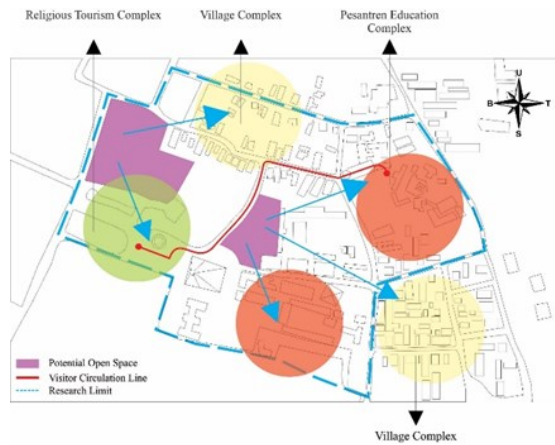 Religious Tourism Complex
Village Complex
Pesantren Education
Complex
U
B
T
S
Potential Open Space
Visitor Circulation Line
Research Limit
Village Complex